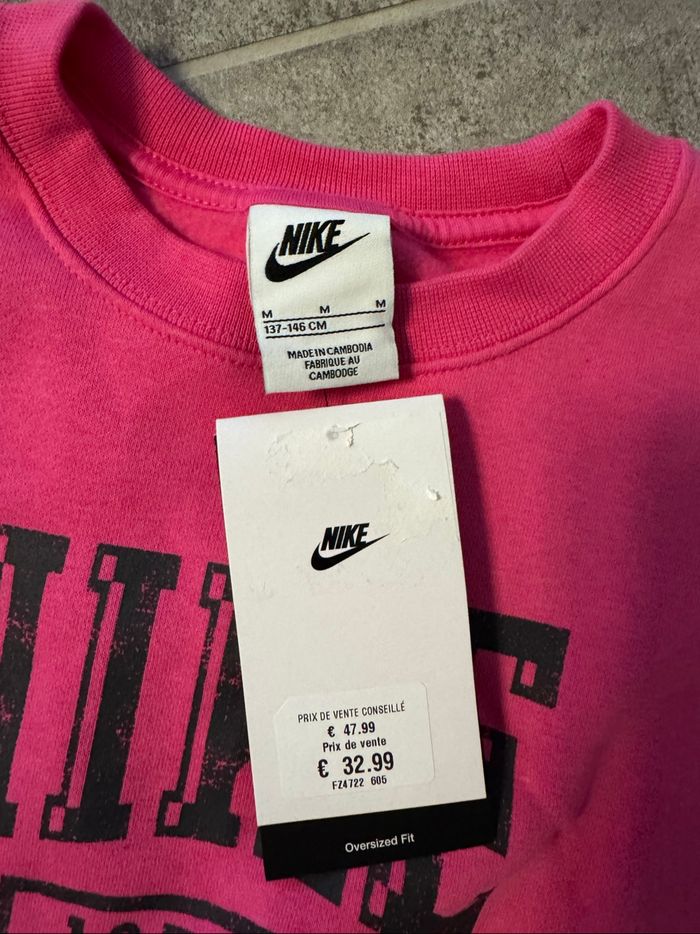 NIKE
M M M
137-146 CM
MADE IN CAMBODIA
FABRIQUE AU
CAMBODGE
NIKE
PRIX DE VENTE CONSEILLÉ
€ 47.99
Prix de vente
€ 32.99
FZ4722 605
Oversized Fit
NIKE